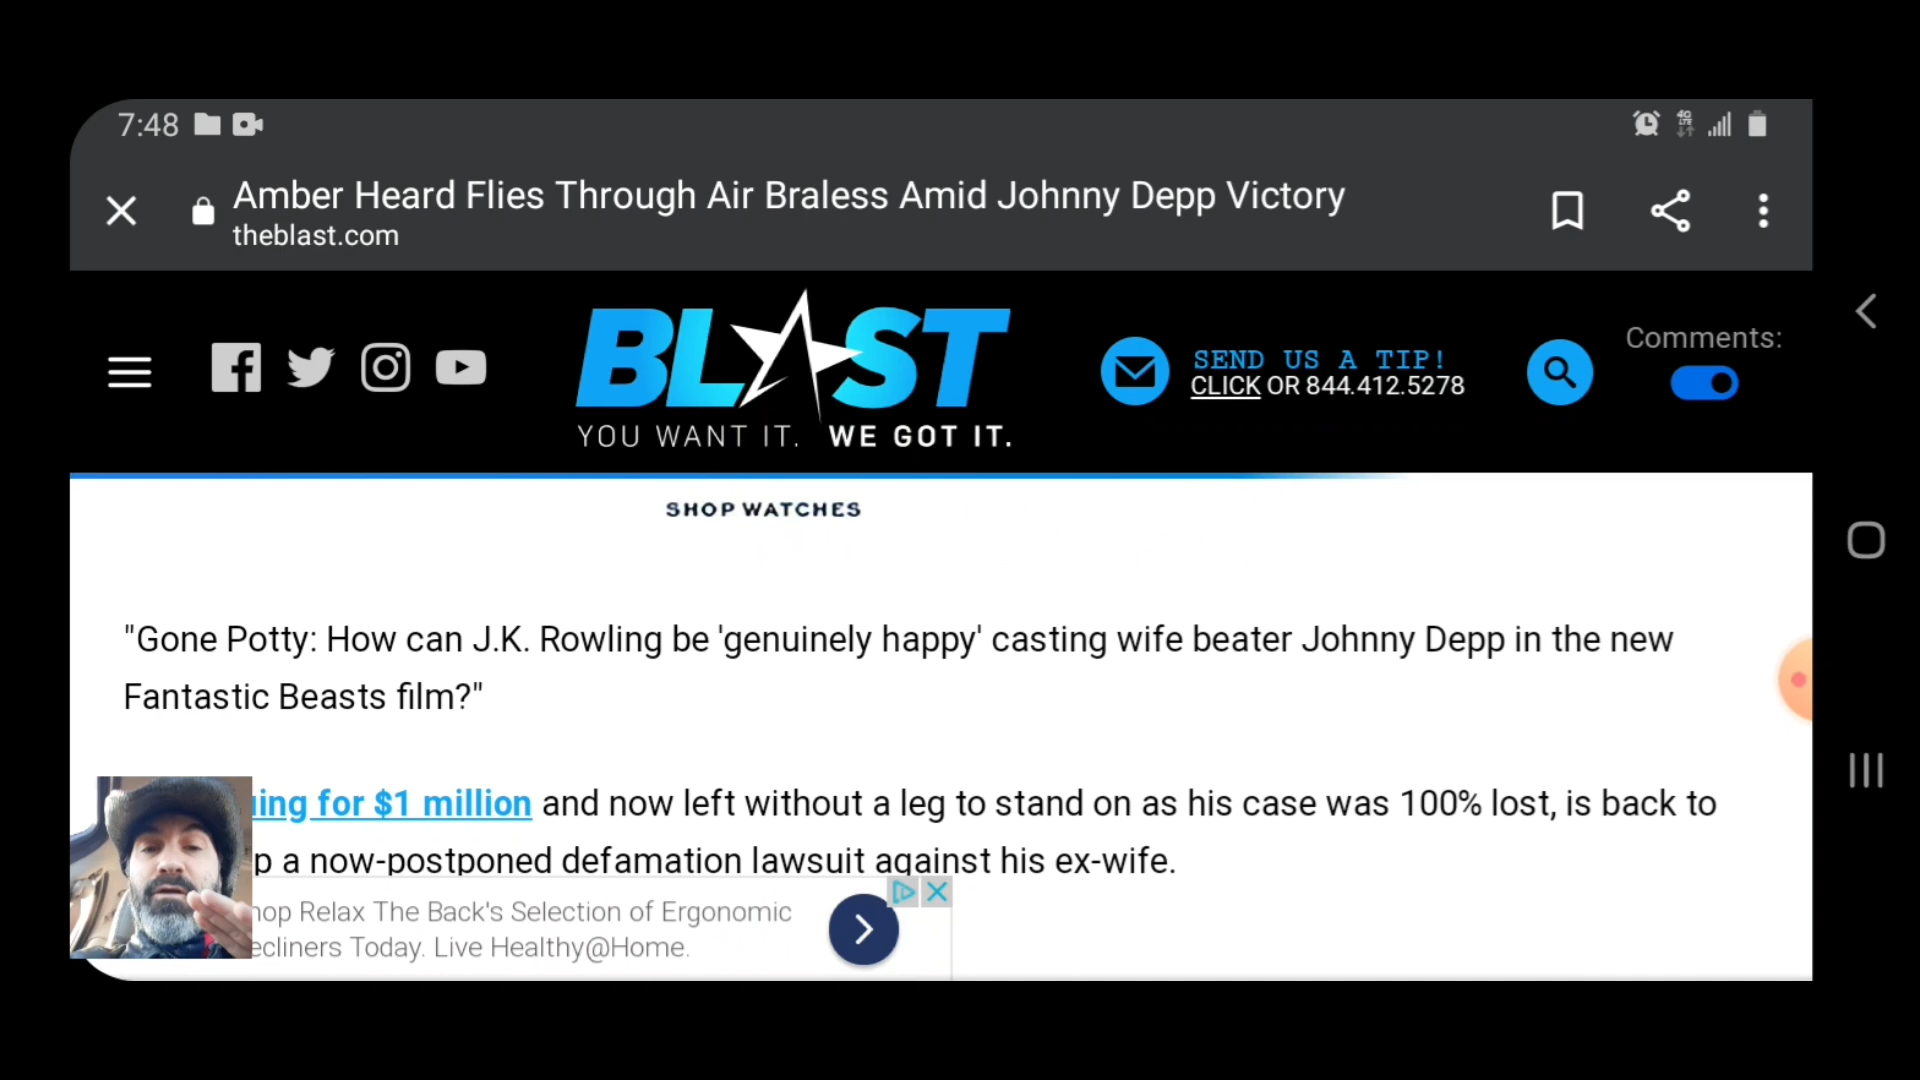 7:48
4G
LTE
Amber Heard Flies Through Air Braless Amid Johnny Depp Victory
theblast.com
BLAST
YOU WANT IT. WE GOT IT.
SEND US A TIP!
CLICK OR 844.412.5278
Comments:
SHOP WATCHES
"Gone Potty: How can J.K. Rowling be 'genuinely happy' casting wife beater Johnny Depp in the new
Fantastic Beasts film?"
ing for $1 million and now left without a leg to stand on as his case was 100% lost, is back to
p a now-postponed defamation lawsuit against his ex-wife.
hop Relax The Back's Selection of Ergonomic
ecliners Today. Live Healthy@Home.